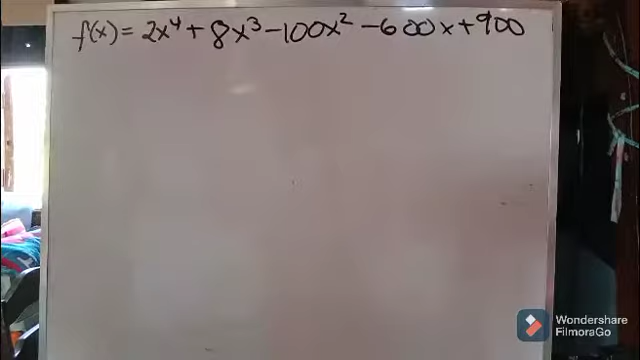 f(x) = 2x⁴ + 8x³ - 100x² - 600x + 900
Wondershare
FilmoraGo